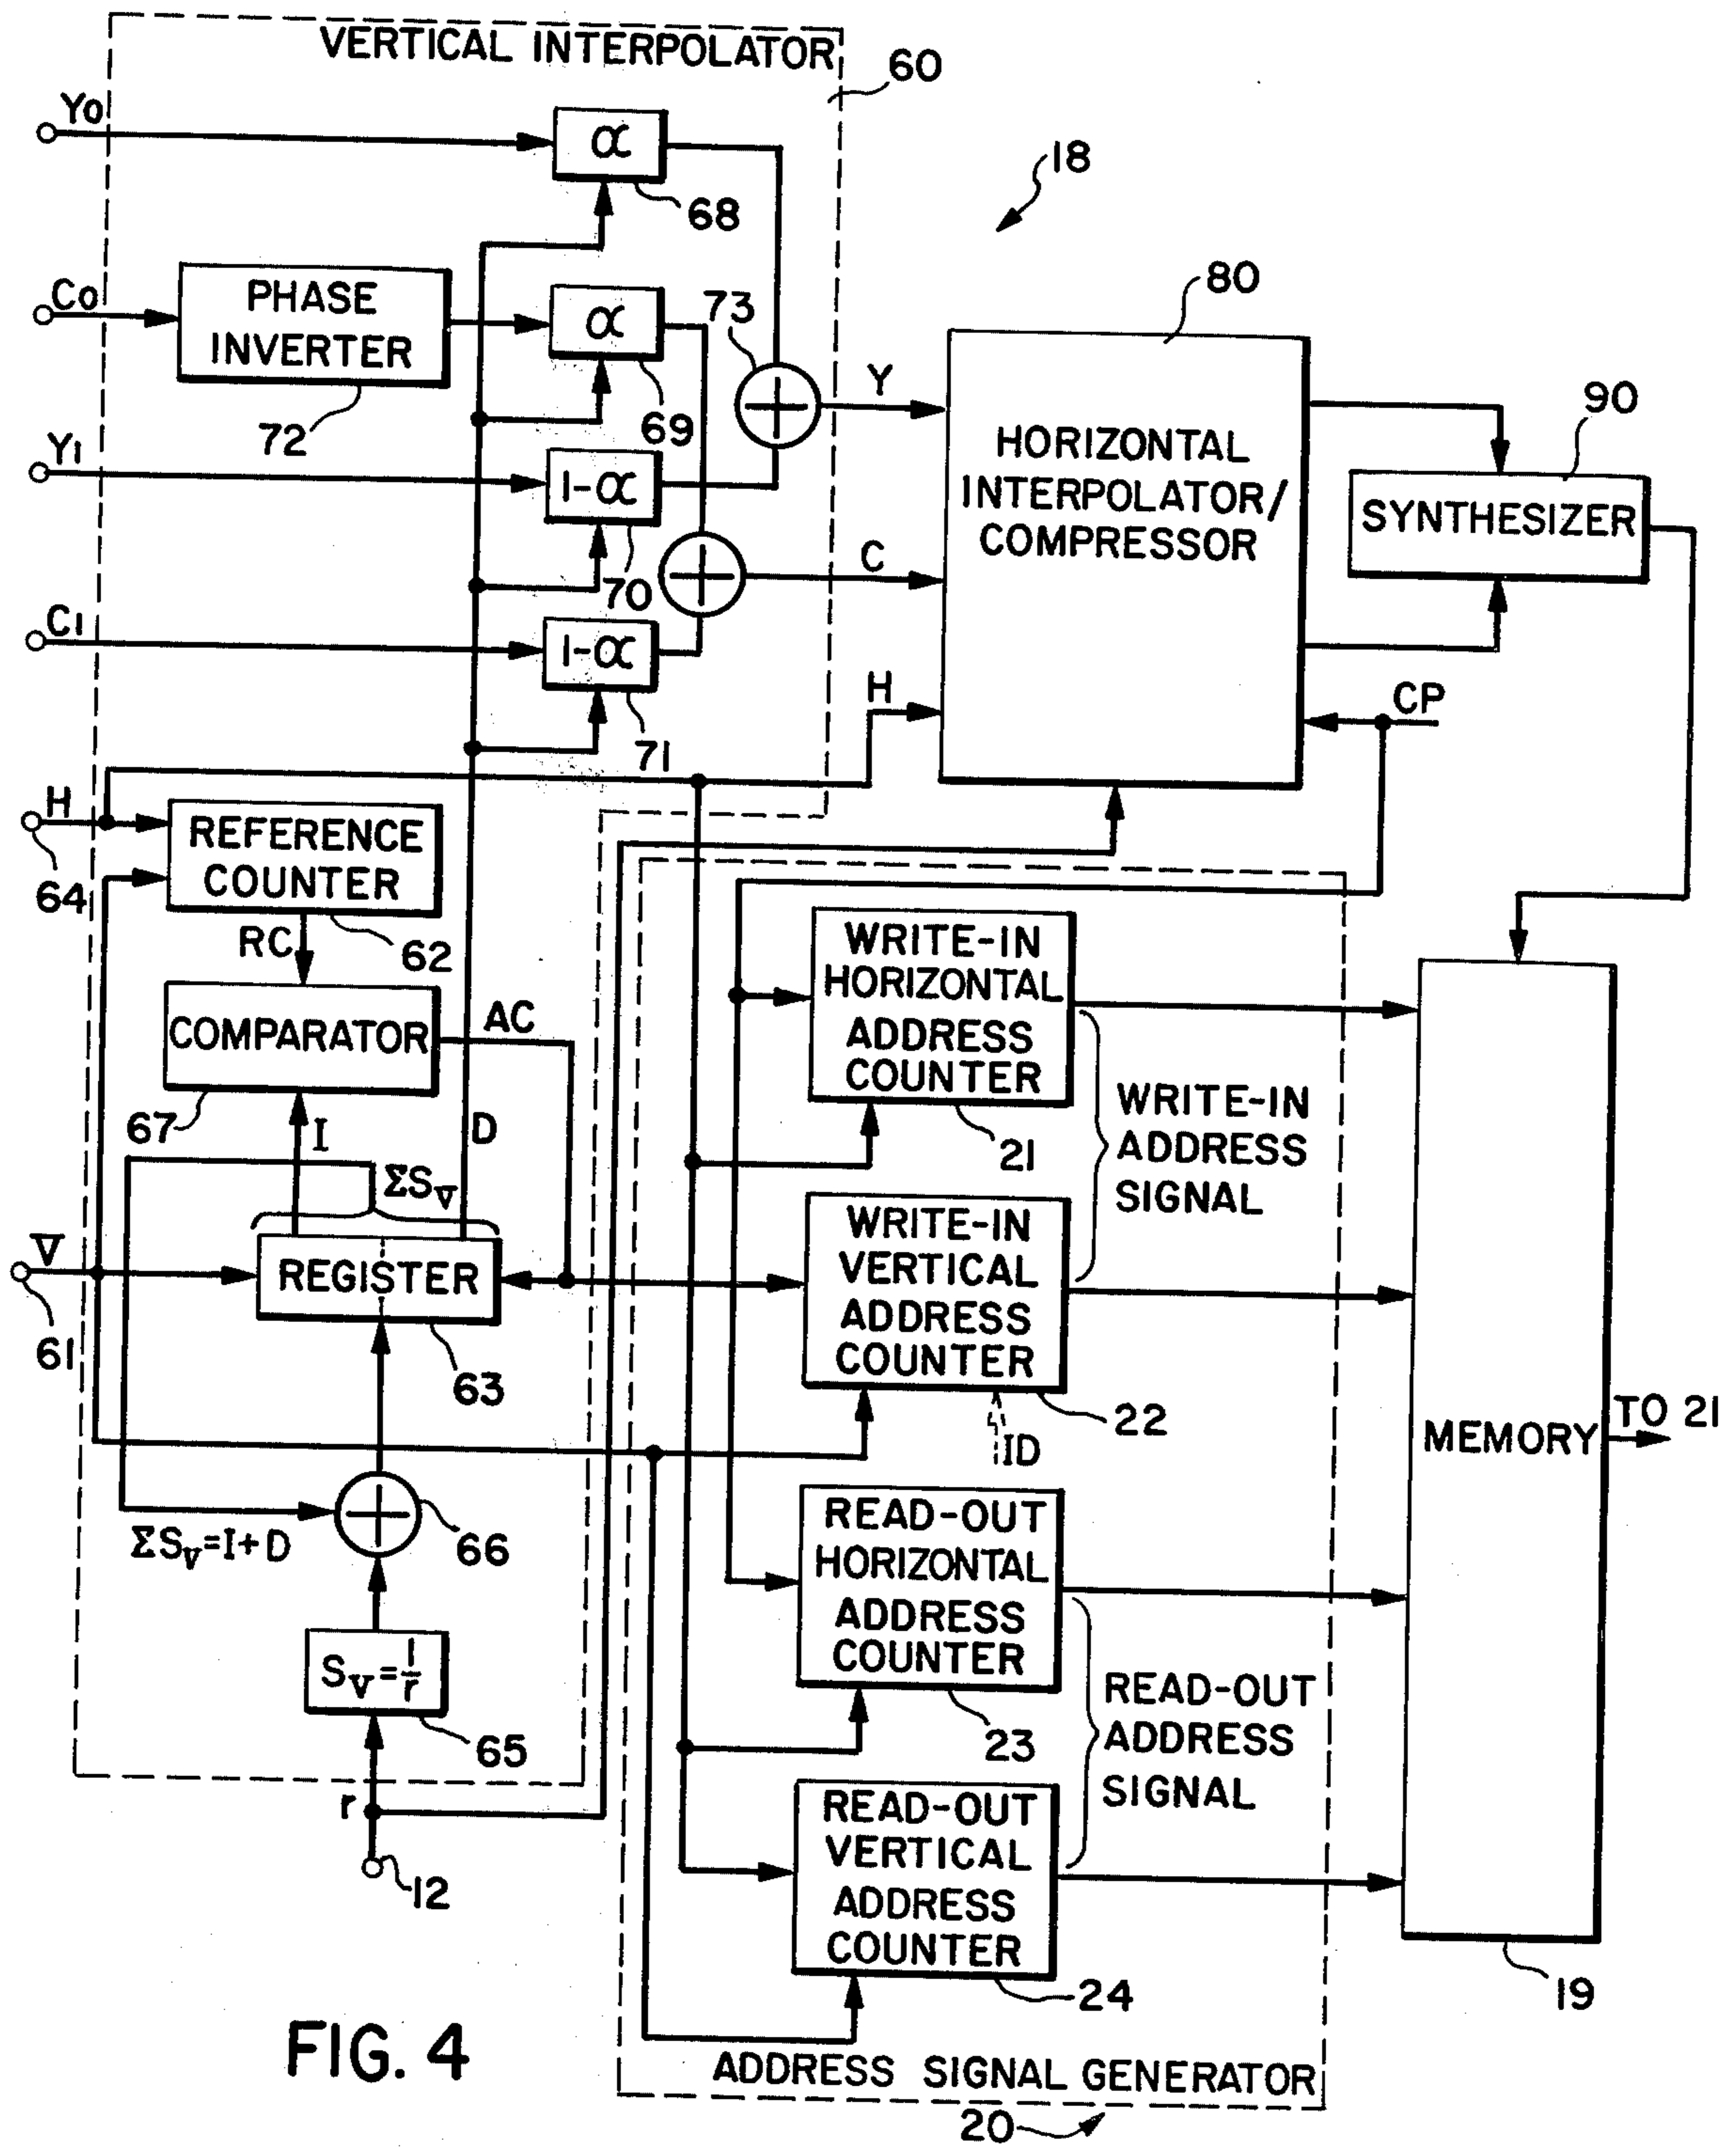 VERTICAL INTERPOLATOR
60
Y0
α
68
18
C0
PHASE
INVERTER
72
α
69
73
Y
80
HORIZONTAL
INTERPOLATOR/
COMPRESSOR
90
SYNTHESIZER
Y1
1-α
70
C
C1
1-α
71
H
CP
H
64
REFERENCE
COUNTER
62
RC
COMPARATOR
67
AC
I
D
ΣSV
V
61
REGISTER
63
66
ΣSV=I+D
SV=1/r
65
r
12
WRITE-IN
HORIZONTAL
ADDRESS
COUNTER
21
WRITE-IN
ADDRESS
SIGNAL
WRITE-IN
VERTICAL
ADDRESS
COUNTER
22
ID
READ-OUT
HORIZONTAL
ADDRESS
COUNTER
23
READ-OUT
ADDRESS
SIGNAL
READ-OUT
VERTICAL
ADDRESS
COUNTER
24
MEMORY
TO 21
19
FIG. 4
ADDRESS SIGNAL GENERATOR
20